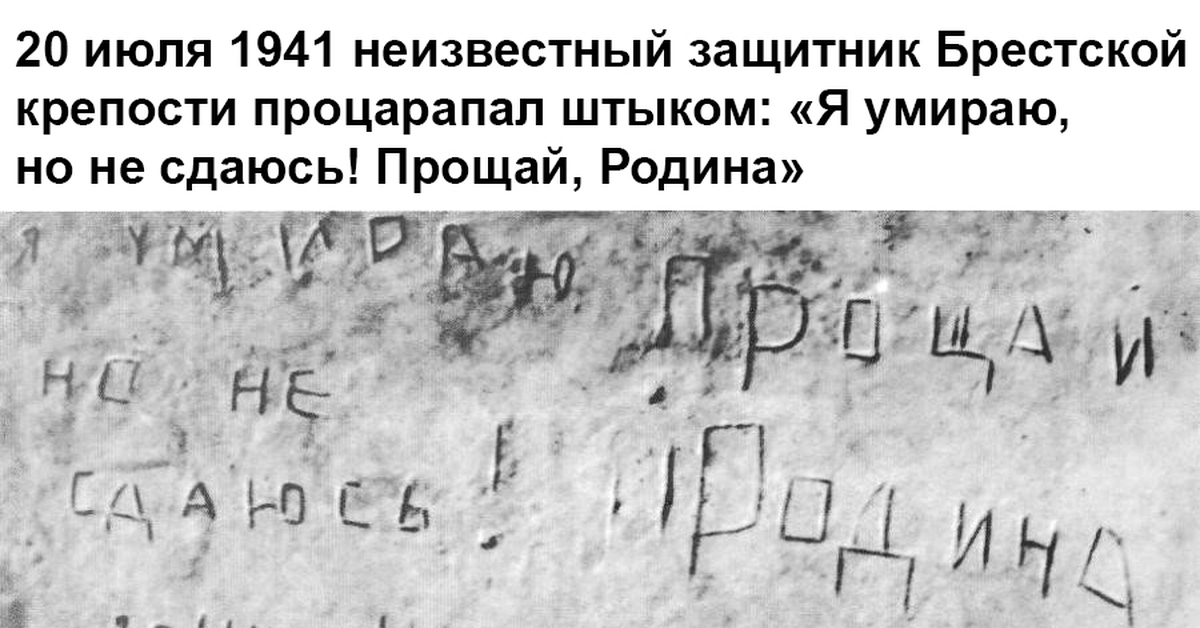 20 июля 1941 неизвестный защитник Брестской
крепости процарапал штыком: «Я умираю,
но не сдаюсь! Прощай, Родина»
Я УМИРАЮ
НО НЕ
СДАЮСЬ!
ПРОЩАЙ
РОДИНА